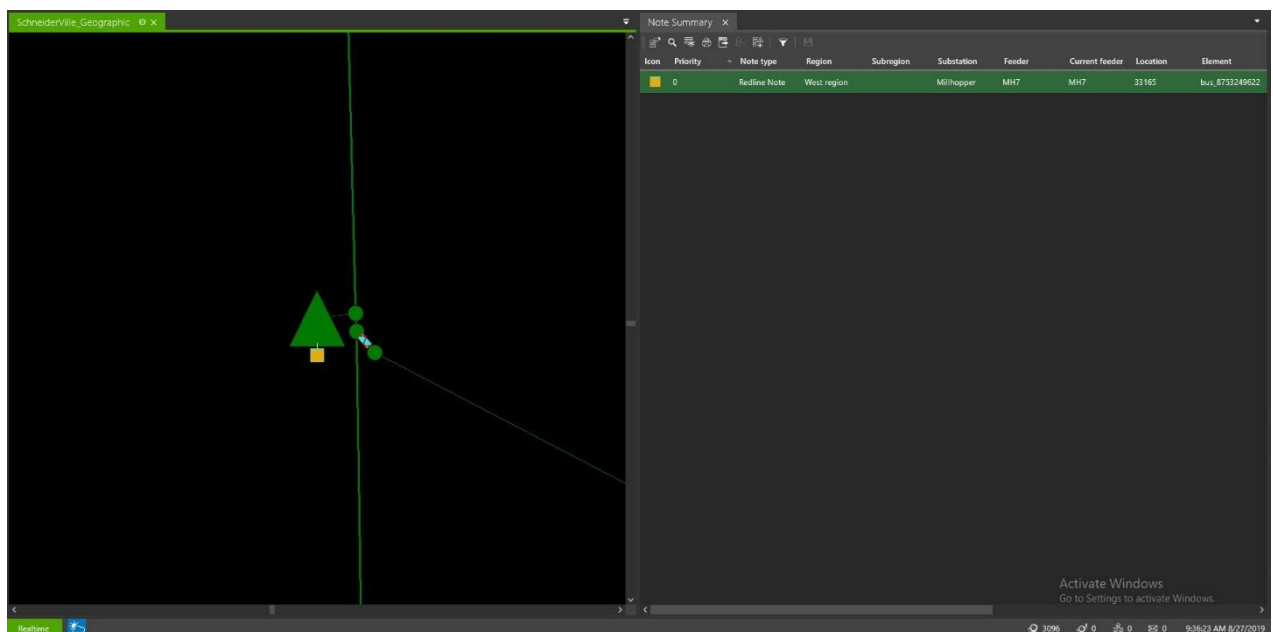 SchneiderVille_Geographic
Note Summary
Icon Priority Note type Region Subregion Substation Feeder Current feeder Location Element
0 Redline Note West region Millhopper MH7 MH7 33165 bus_8753249622
Activate Windows
Go to Settings to activate Windows.
Realtime 3096 0 0 0 9:36:23 AM 8/27/2019